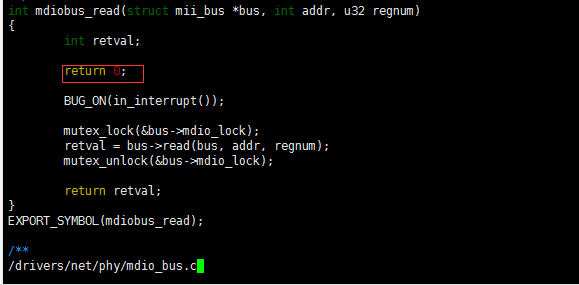 int mdiobus_read(struct mii_bus *bus, int addr, u32 regnum)
{
        int retval;
        return 0;
        BUG_ON(in_interrupt());
        mutex_lock(&bus->mdio_lock);
        retval = bus->read(bus, addr, regnum);
        mutex_unlock(&bus->mdio_lock);
        return retval;
}
EXPORT_SYMBOL(mdiobus_read);
/**
/drivers/net/phy/mdio_bus.c